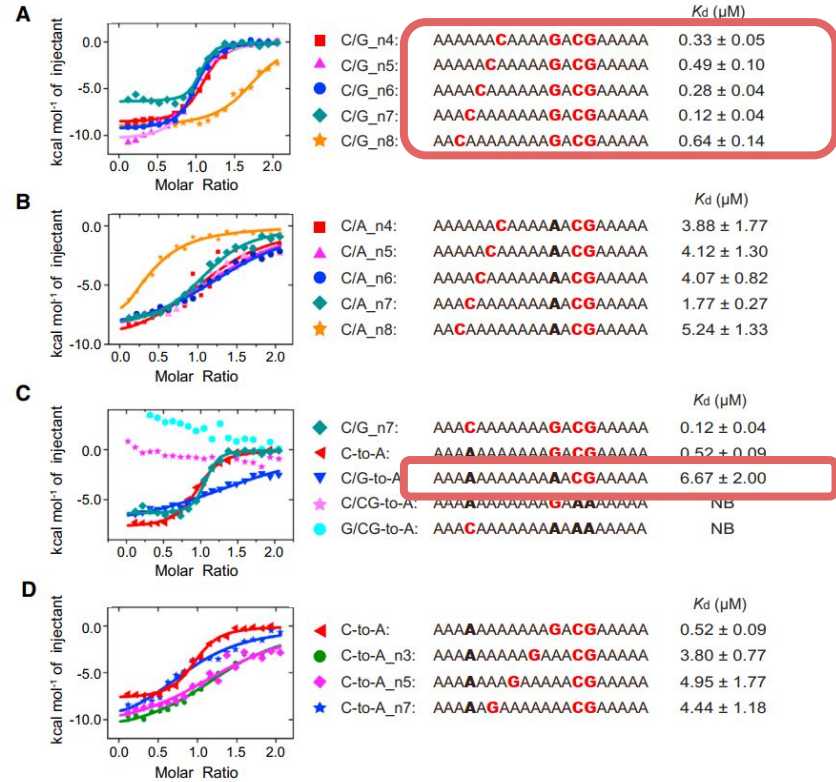 A
kcal mol⁻¹ of injectant
0.0
-5.0
-10.0
0.0 0.5 1.0 1.5 2.0
Molar Ratio
Kd (µM)
C/G_n4: AAAAAACAAAAGACGAAAAA 0.33 ± 0.05
C/G_n5: AAAAACAAAAAGACGAAAAA 0.49 ± 0.10
C/G_n6: AAAACAAAAAAGACGAAAAA 0.28 ± 0.04
C/G_n7: AAACAAAAAAAGACGAAAAA 0.12 ± 0.04
C/G_n8: AACAAAAAAAAGACGAAAAA 0.64 ± 0.14
B
kcal mol⁻¹ of injectant
0.0
-5.0
-10.0
0.0 0.5 1.0 1.5 2.0
Molar Ratio
Kd (µM)
C/A_n4: AAAAAACAAAAAACGAAAAA 3.88 ± 1.77
C/A_n5: AAAAACAAAAAAACGAAAAA 4.12 ± 1.30
C/A_n6: AAAACAAAAAAAACGAAAAA 4.07 ± 0.82
C/A_n7: AAACAAAAAAAAACGAAAAA 1.77 ± 0.27
C/A_n8: AACAAAAAAAAAACGAAAAA 5.24 ± 1.33
C
kcal mol⁻¹ of injectant
0.0
-5.0
0.0 0.5 1.0 1.5 2.0
Molar Ratio
Kd (µM)
C/G_n7: AAACAAAAAAAGACGAAAAA 0.12 ± 0.04
C-to-A: AAAAAAAAAAAGACGAAAAA 0.52 ± 0.09
C/G-to-A AAAAAAAAAAAAACGAAAAA 6.67 ± 2.00
C/CG-to-A: AAAAAAAAAAAGAAAAAAAA NB
G/CG-to-A: AAACAAAAAAAAAAAAAAAA NB
D
kcal mol⁻¹ of injectant
0.0
-5.0
-10.0
0.0 0.5 1.0 1.5 2.0
Molar Ratio
Kd (µM)
C-to-A: AAAAAAAAAAAGACGAAAAA 0.52 ± 0.09
C-to-A_n3: AAAAAAAAAGAAACGAAAAA 3.80 ± 0.77
C-to-A_n5: AAAAAAAGAAAAACGAAAAA 4.95 ± 1.77
C-to-A_n7: AAAAAGAAAAAAACGAAAAA 4.44 ± 1.18